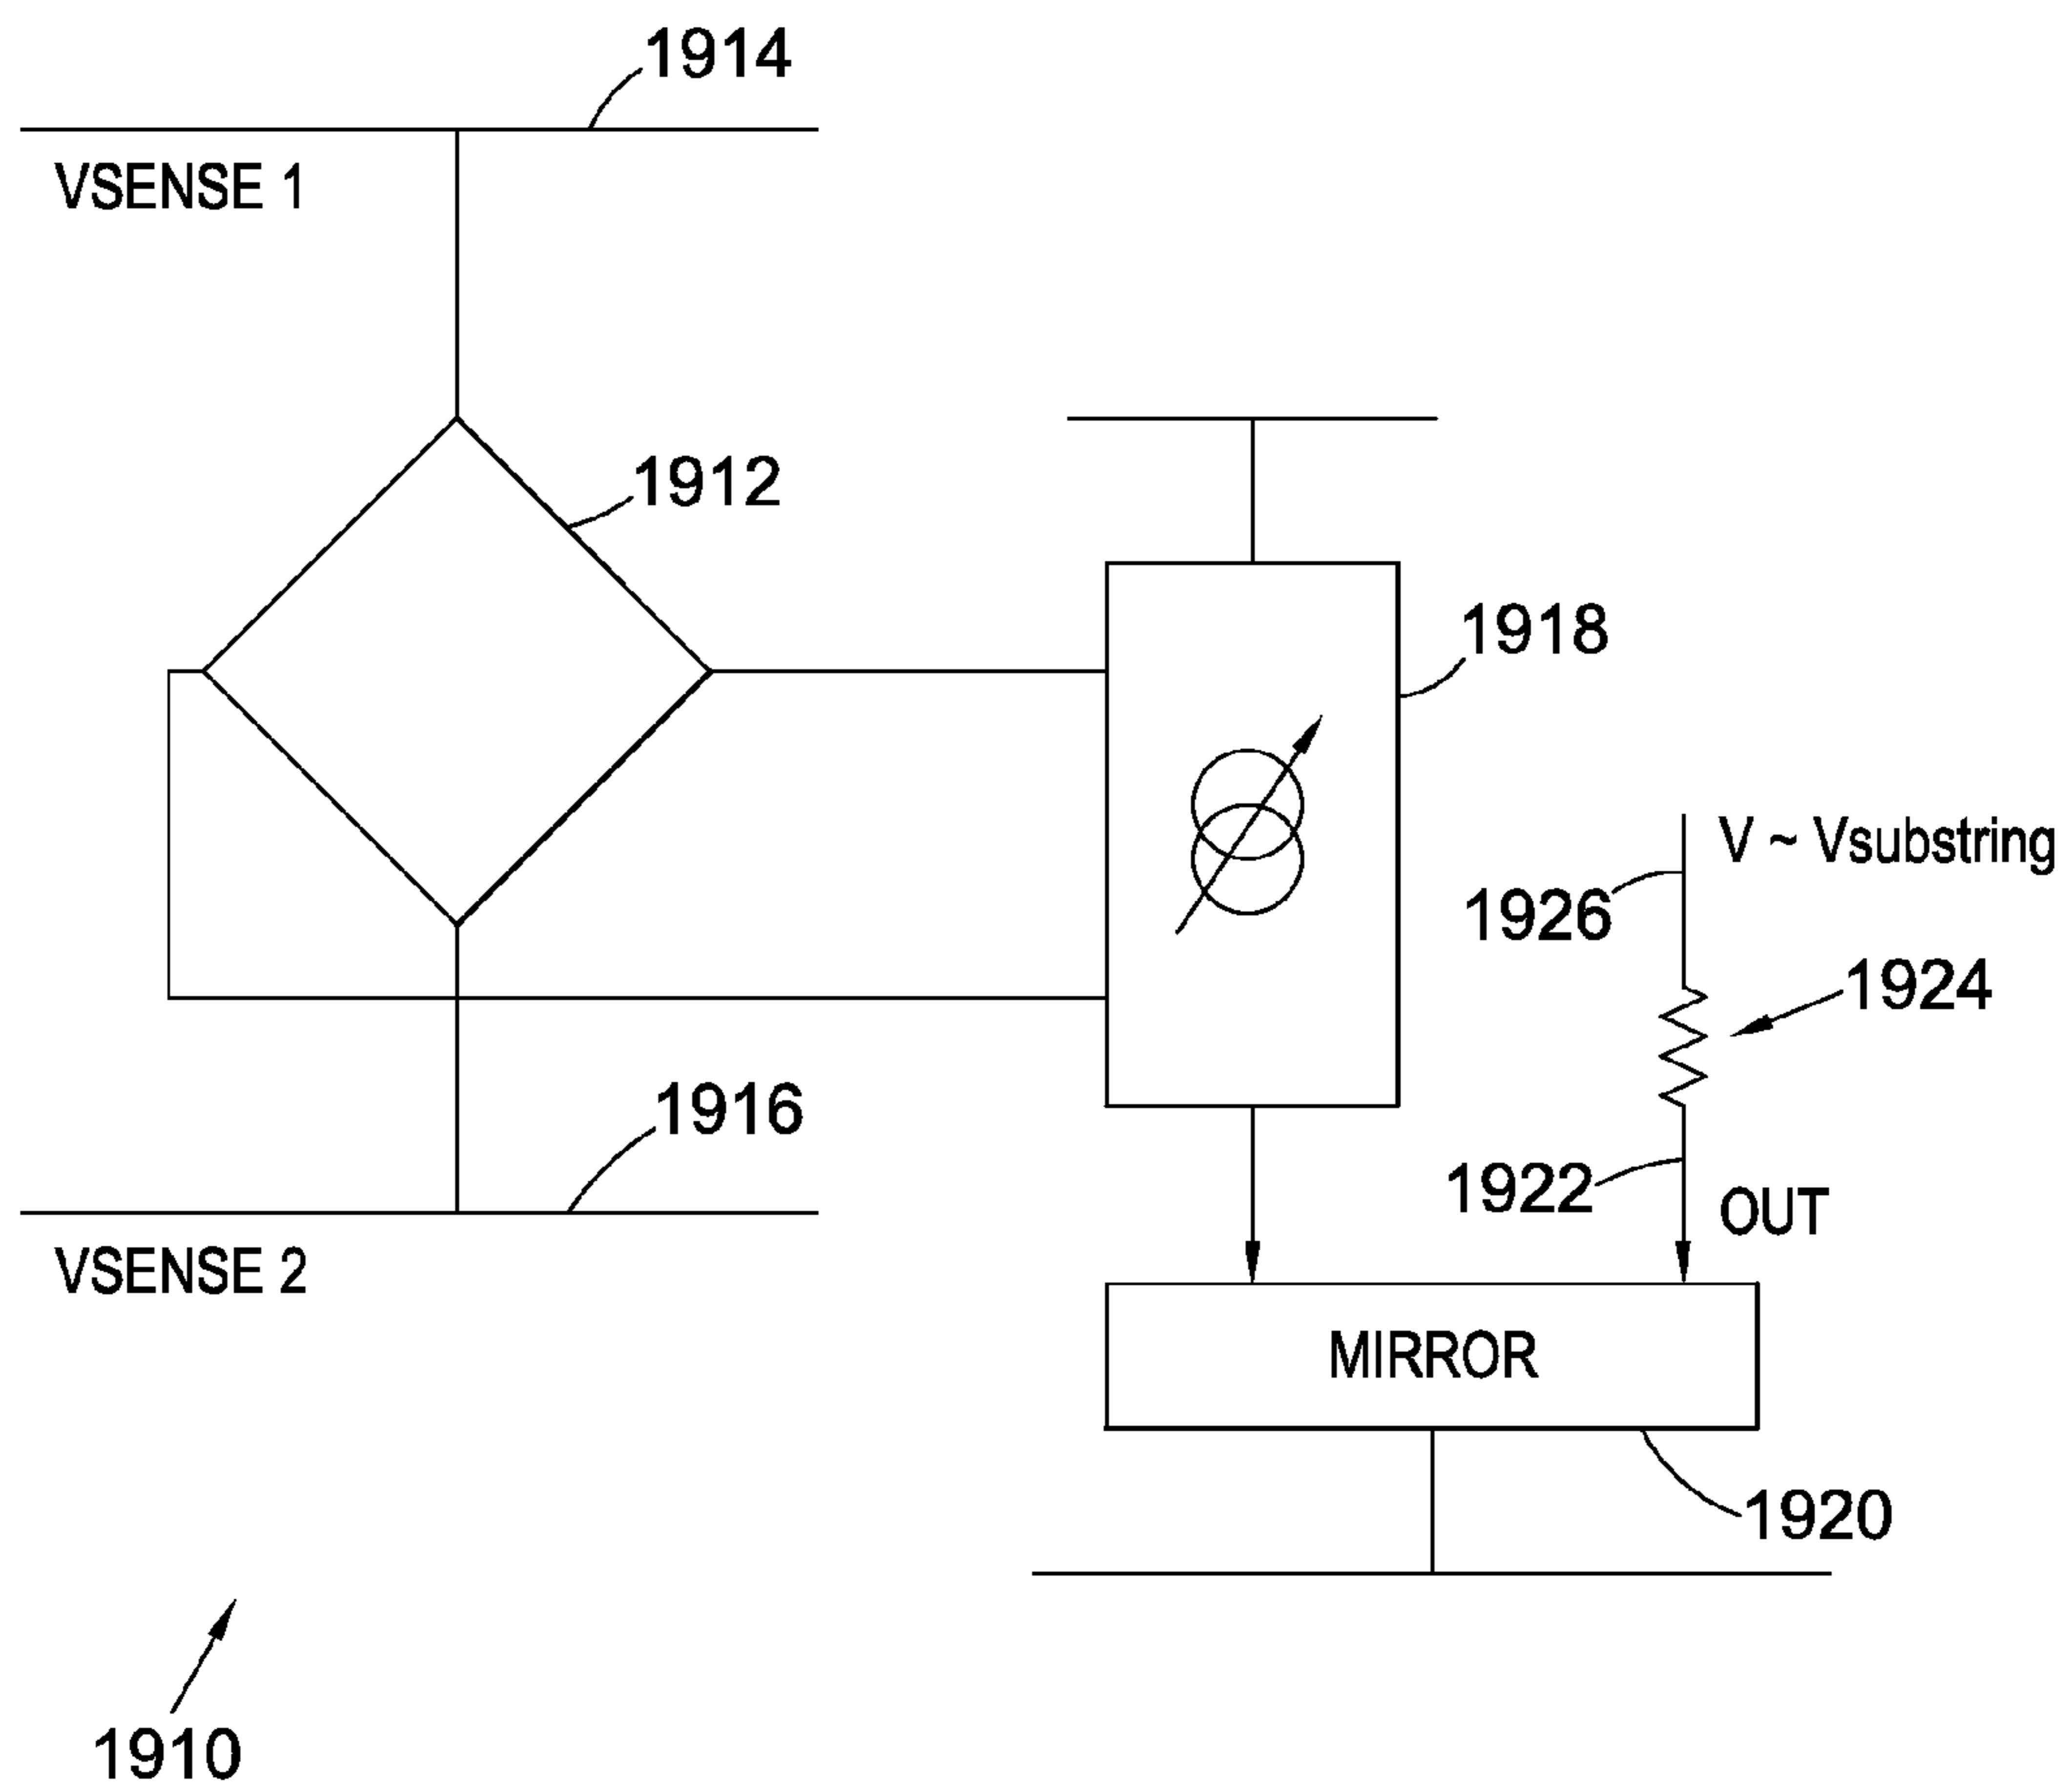 1914
VSENSE 1
1912
1918
V ~ Vsubstring
1926
1924
1916
1922
OUT
VSENSE 2
MIRROR
1920
1910